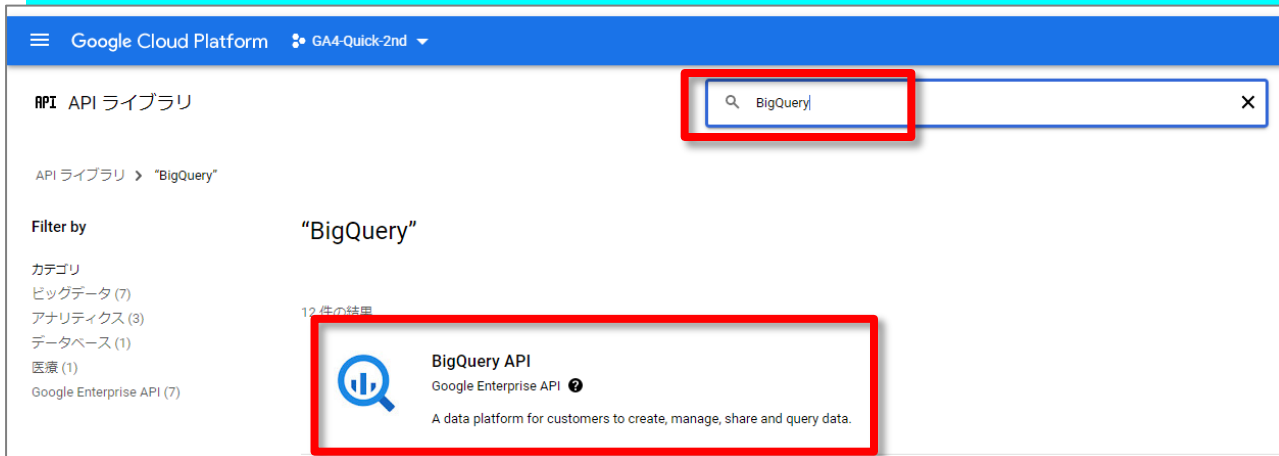 Google Cloud Platform GA4-Quick-2nd
API API ライブラリ
BigQuery
API ライブラリ > "BigQuery"
Filter by
カテゴリ
ビッグデータ (7)
アナリティクス (3)
データベース (1)
医療 (1)
Google Enterprise API (7)
"BigQuery"
12 件の結果
BigQuery API
Google Enterprise API
A data platform for customers to create, manage, share and query data.